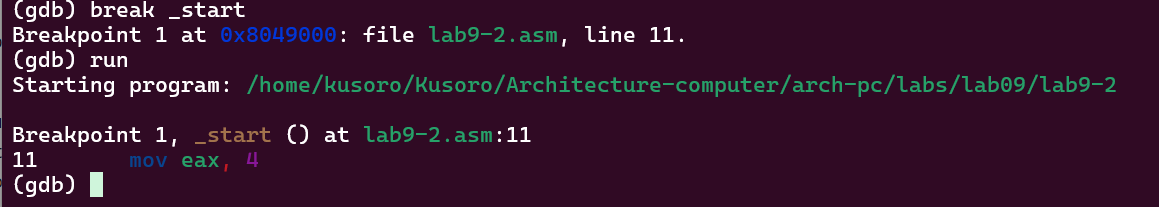 (gdb) break _start
Breakpoint 1 at 0x8049000: file lab9-2.asm, line 11.
(gdb) run
Starting program: /home/kusoro/Kusoro/Architecture-computer/arch-pc/labs/lab09/lab9-2
Breakpoint 1, _start () at lab9-2.asm:11
11 mov eax, 4
(gdb)